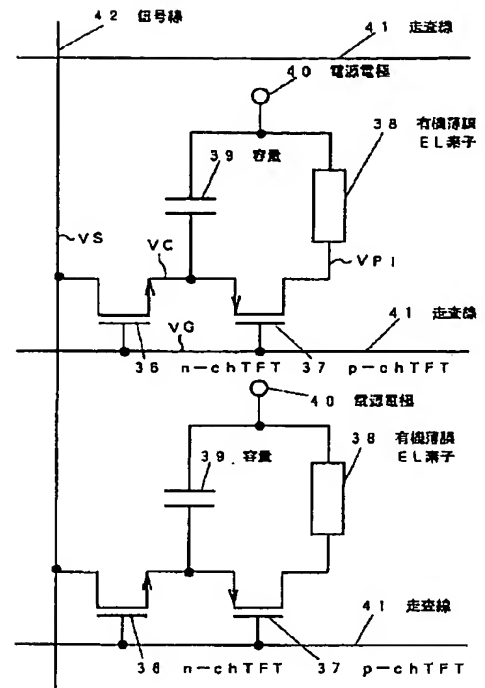 ４２ 信号線
４１ 走査線
４０ 電源電極
３８ 有機薄膜
ＥＬ素子
３９ 容量
ＶＳ
ＶＣ
ＶＰＩ
ＶＧ
４１ 走査線
３６ ｎ－ｃｈＴＦＴ ３７ ｐ－ｃｈＴＦＴ
４０ 電源電極
３８ 有機薄膜
ＥＬ素子
３９. 容量
４１ 走査線
３６ ｎ－ｃｈＴＦＴ ３７ ｐ－ｃｈＴＦＴ